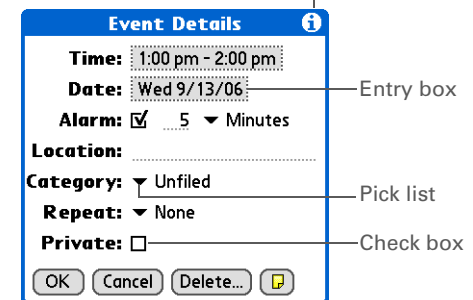 Event Details
Time: 1:00 pm - 2:00 pm
Date: Wed 9/13/06 Entry box
Alarm: 5 Minutes
Location:
Category: Unfiled
Pick list
Repeat: None
Private: Check box
OK Cancel Delete...